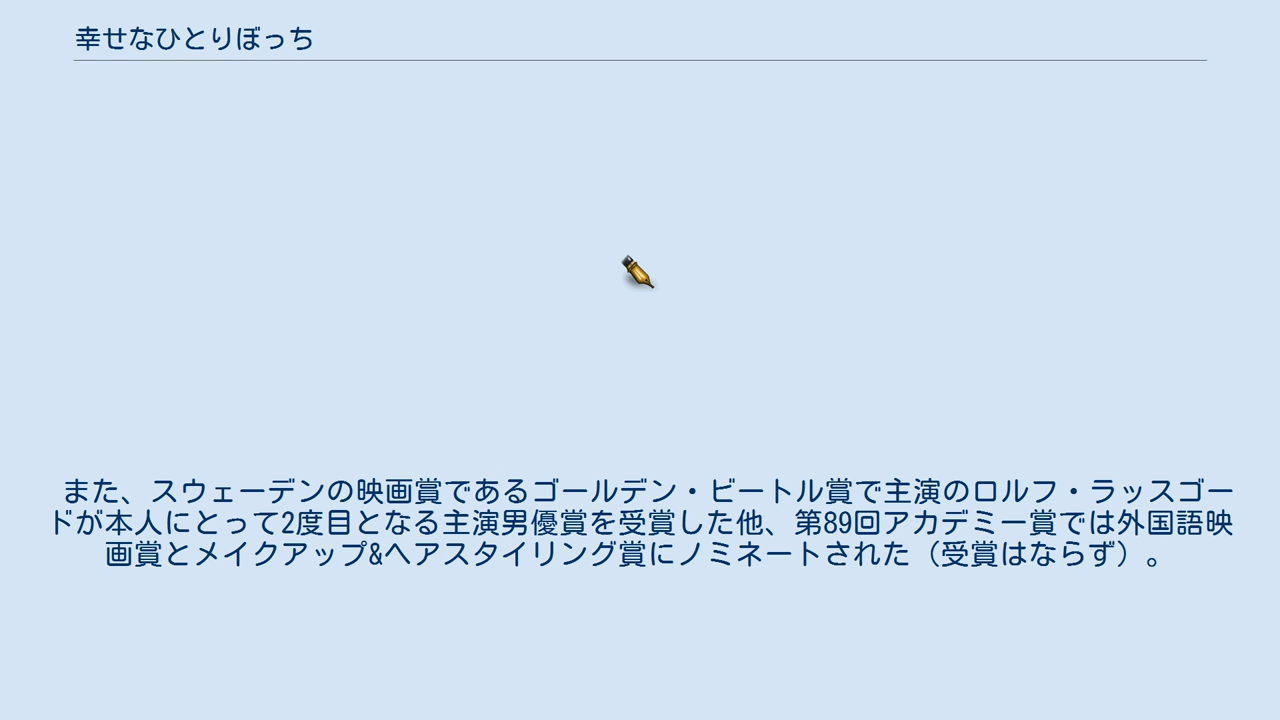 幸せなひとりぼっち
また、スウェーデンの映画賞であるゴールデン・ビートル賞で主演のロルフ・ラッスゴー
ドが本人にとって2度目となる主演男優賞を受賞した他、第89回アカデミー賞では外国語映
画賞とメイクアップ&ヘアスタイリング賞にノミネートされた（受賞はならず）。